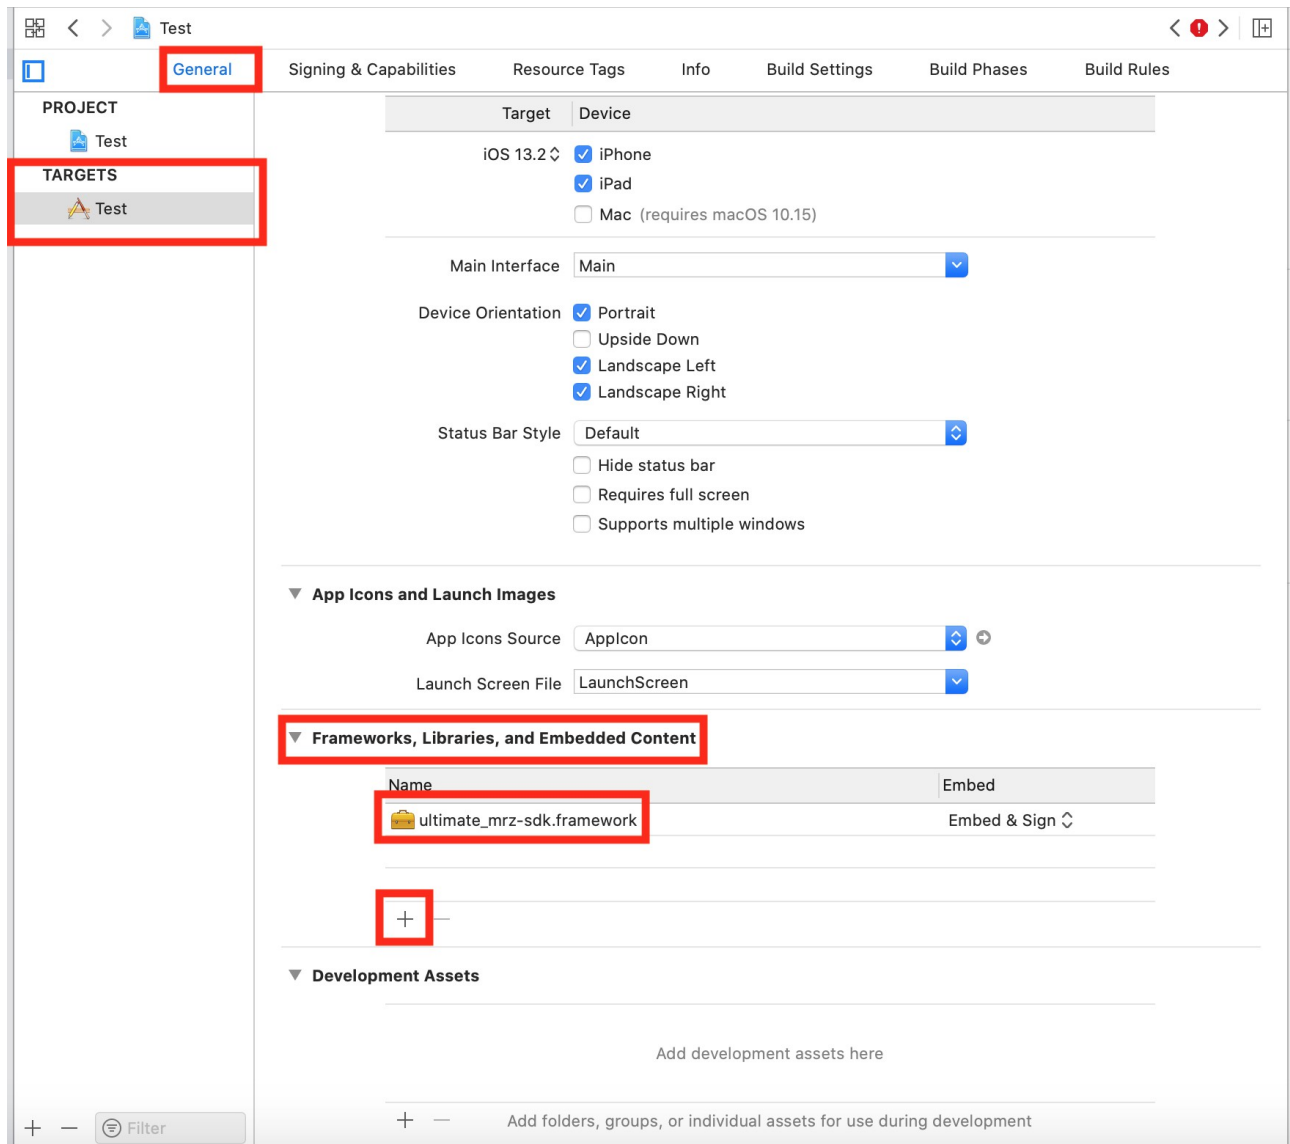 Test
General Signing & Capabilities Resource Tags Info Build Settings Build Phases Build Rules
PROJECT
Test
TARGETS
Test
Target Device
iOS 13.2 iPhone
iPad
Mac (requires macOS 10.15)
Main Interface Main
Device Orientation Portrait
Upside Down
Landscape Left
Landscape Right
Status Bar Style Default
Hide status bar
Requires full screen
Supports multiple windows
App Icons and Launch Images
App Icons Source AppIcon
Launch Screen File LaunchScreen
Frameworks, Libraries, and Embedded Content
Name Embed
ultimate_mrz-sdk.framework Embed & Sign
Development Assets
Add development assets here
Add folders, groups, or individual assets for use during development
Filter